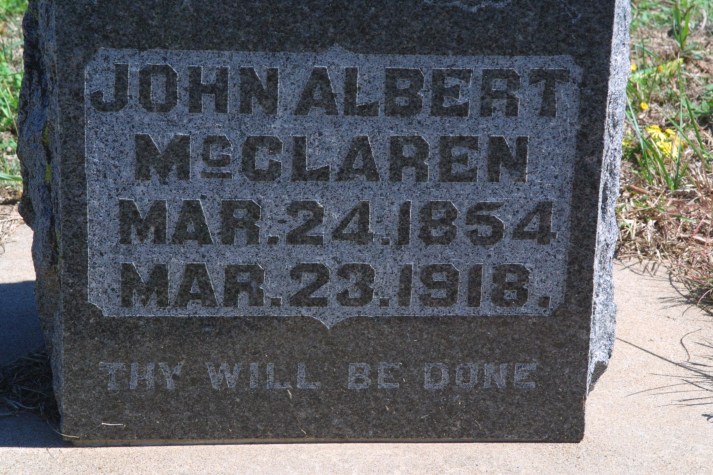 JOHN ALBERT
McCLAREN
MAR. 24. 1854
MAR. 23. 1918.
THY WILL BE DONE